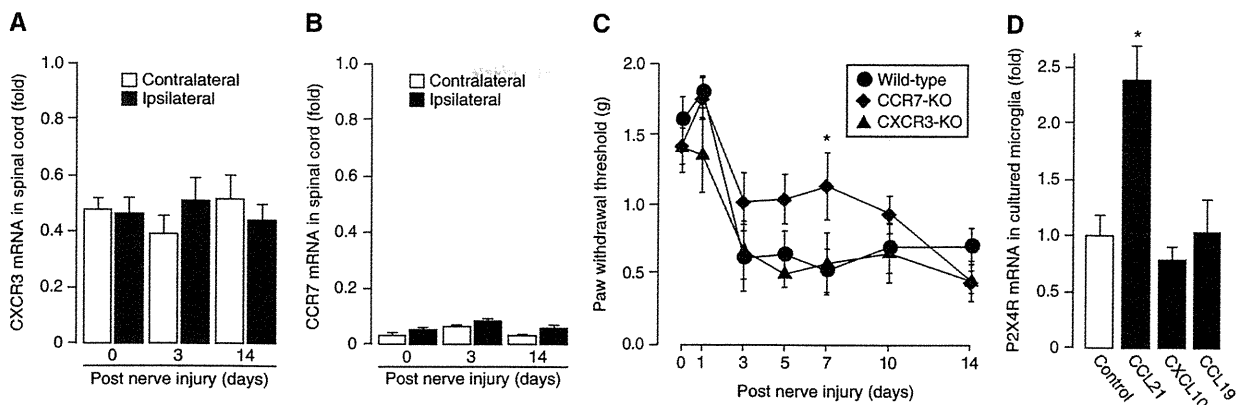 A
CXCR3 mRNA in spinal cord (fold)
1.0
0.8
0.6
0.4
0.2
0
Contralateral
Ipsilateral
0 3 14
Post nerve injury (days)
B
CCR7 mRNA in spinal cord (fold)
1.0
0.8
0.6
0.4
0.2
0
Contralateral
Ipsilateral
0 3 14
Post nerve injury (days)
C
Paw withdrawal threshold (g)
2.0
1.5
1.0
0.5
0.0
Wild-type
CCR7-KO
CXCR3-KO
*
0 1 3 5 7 10 14
Post nerve injury (days)
D
P2X4R mRNA in cultured microglia (fold)
2.5
2.0
1.5
1.0
0.5
0
*
Control
CCL21
CXCL10
CCL19